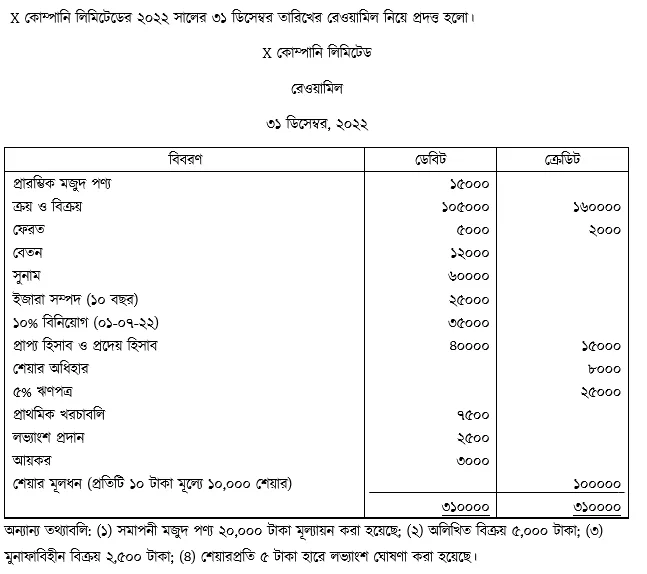 X কোম্পানি লিমিটেডের ২০২২ সালের ৩১ ডিসেম্বর তারিখের রেওয়ামিল নিয়ে প্রদত্ত হলো।
X কোম্পানি লিমিটেড
রেওয়ামিল
৩১ ডিসেম্বর, ২০২২
বিবরণ ডেবিট ক্রেডিট
প্রারম্ভিক মজুদ পণ্য ১৫০০০
ক্রয় ও বিক্রয় ১০৫০০০ ১৬০০০০
ফেরত ৫০০০ ২০০০
বেতন ১২০০০
সুনাম ৬০০০০
ইজারা সম্পদ (১০ বছর) ২৫০০০
১০% বিনিয়োগ (০১-০৭-২২) ৩৫০০০
প্রাপ্য হিসাব ও প্রদেয় হিসাব ৪০০০০ ১৫০০০
শেয়ার অধিহার ৮০০০
৫% ঋণপত্র ২৫০০০
প্রাথমিক খরচাবলি ৭৫০০
লভ্যাংশ প্রদান ২৫০০
আয়কর ৩০০০
শেয়ার মূলধন (প্রতিটি ১০ টাকা মূল্যে ১০,০০০ শেয়ার) ১০০০০০
৩১০০০০ ৩১০০০০
অন্যান্য তথ্যাবলি: (১) সমাপনী মজুদ পণ্য ২০,০০০ টাকা মূল্যায়ন করা হয়েছে; (২) অলিখিত বিক্রয় ৫,০০০ টাকা; (৩)
মুনাফাবিহীন বিক্রয় ২,৫০০ টাকা; (৪) শেয়ারপ্রতি ৫ টাকা হারে লভ্যাংশ ঘোষণা করা হয়েছে।